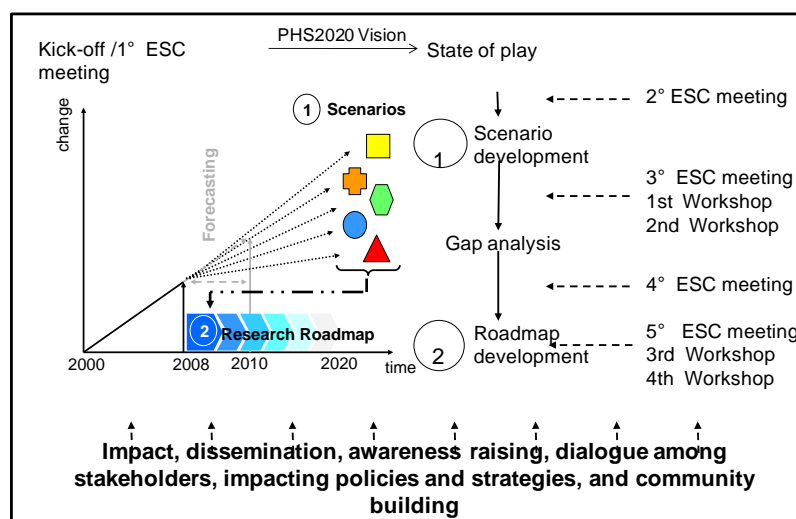 Kick-off /1° ESC
meeting
PHS2020 Vision
State of play
change
1 Scenarios
Forecasting
2 Research Roadmap
2000
2008
2010
2020
time
1
Scenario
development
Gap analysis
2
Roadmap
development
2° ESC meeting
3° ESC meeting
1st Workshop
2nd Workshop
4° ESC meeting
5° ESC meeting
3rd Workshop
4th Workshop
Impact, dissemination, awareness raising, dialogue among
stakeholders, impacting policies and strategies, and community
building